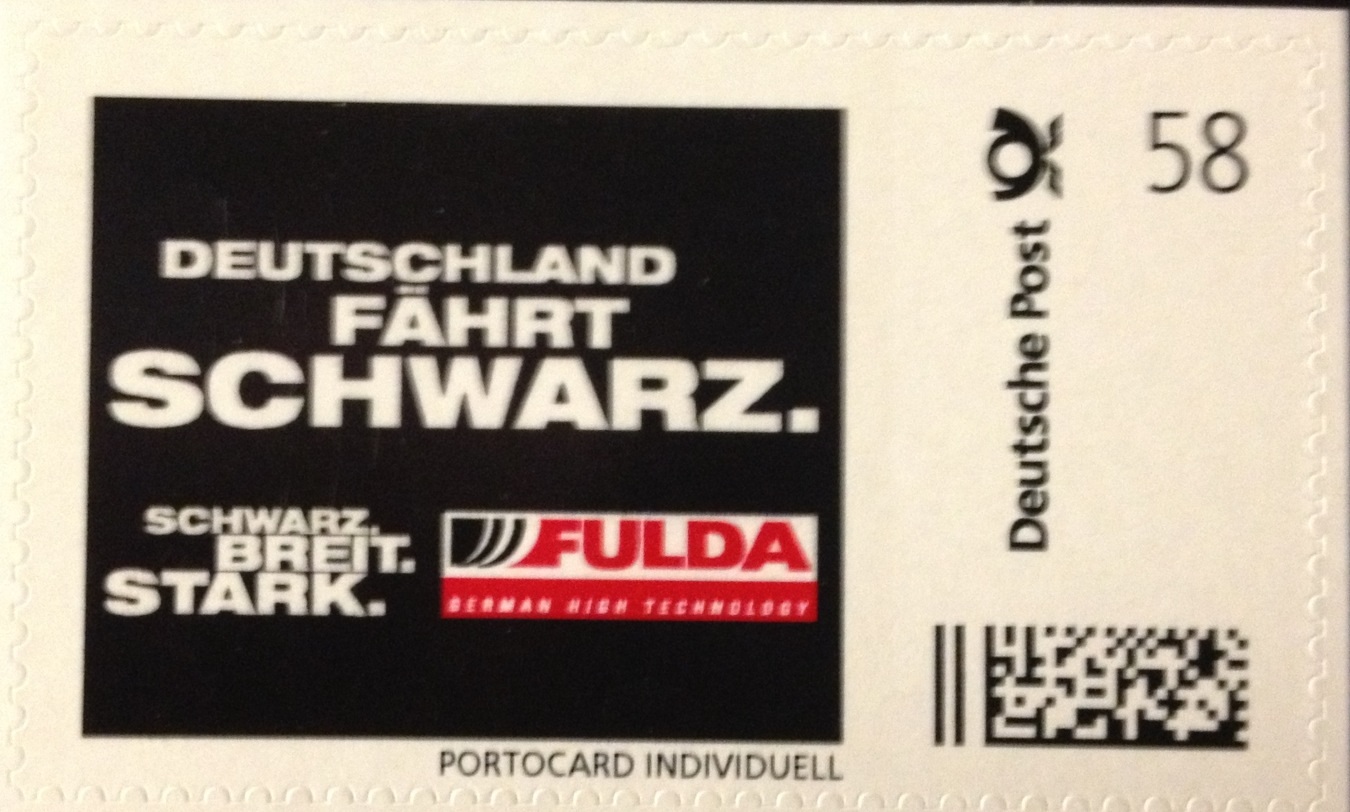 DEUTSCHLAND
FÄHRT
SCHWARZ.
SCHWARZ.
BREIT.
STARK.
FULDA
GERMAN HIGH TECHNOLOGY
PORTOCARD INDIVIDUELL
Deutsche Post
58